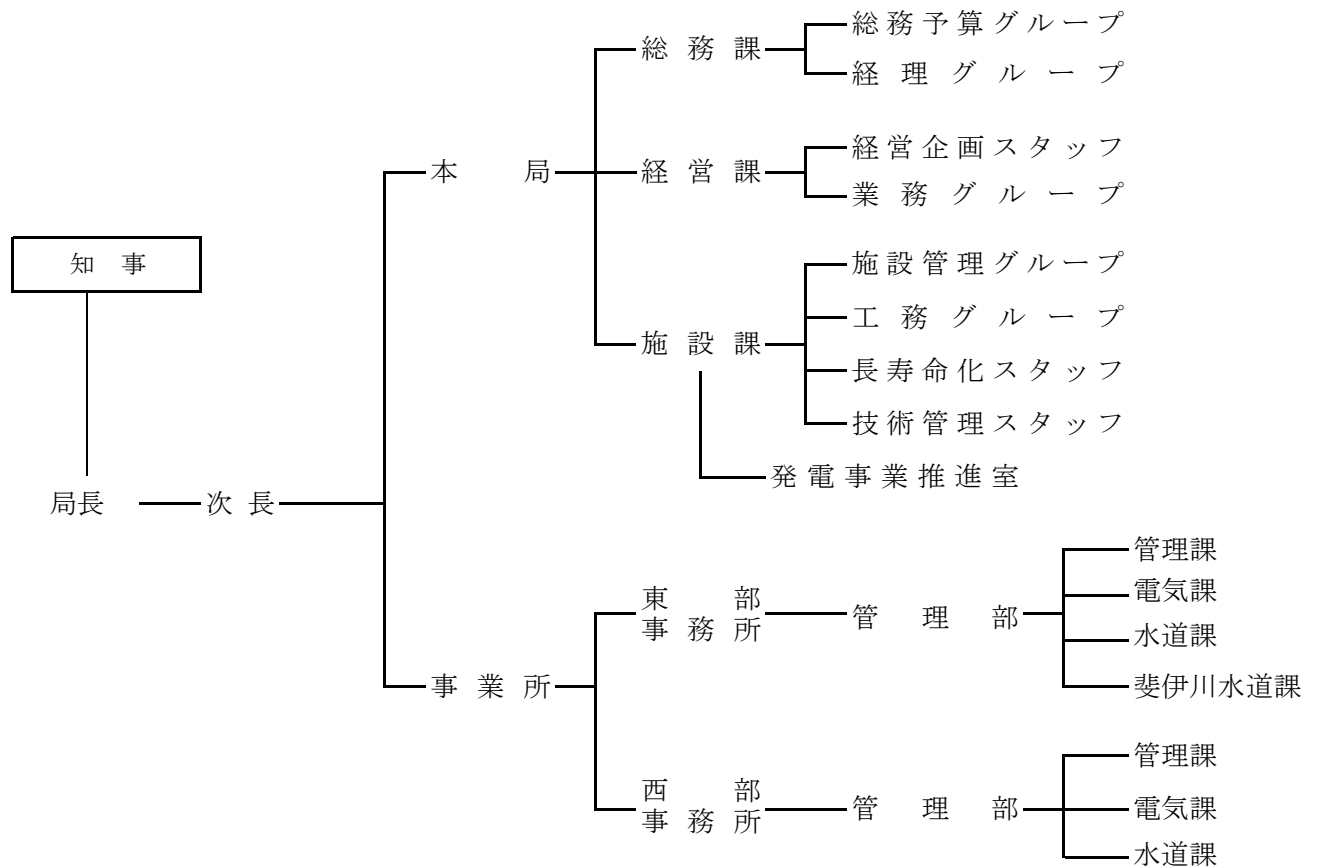 総務予算グループ
総務課
経理グループ
経営企画スタッフ
本局
経営課
業務グループ
知事
施設管理グループ
工務グループ
施設課
長寿命化スタッフ
技術管理スタッフ
発電事業推進室
局長
次長
管理課
電気課
東部
事務所
管理部
水道課
事業所
斐伊川水道課
管理課
西部
事務所
管理部
電気課
水道課